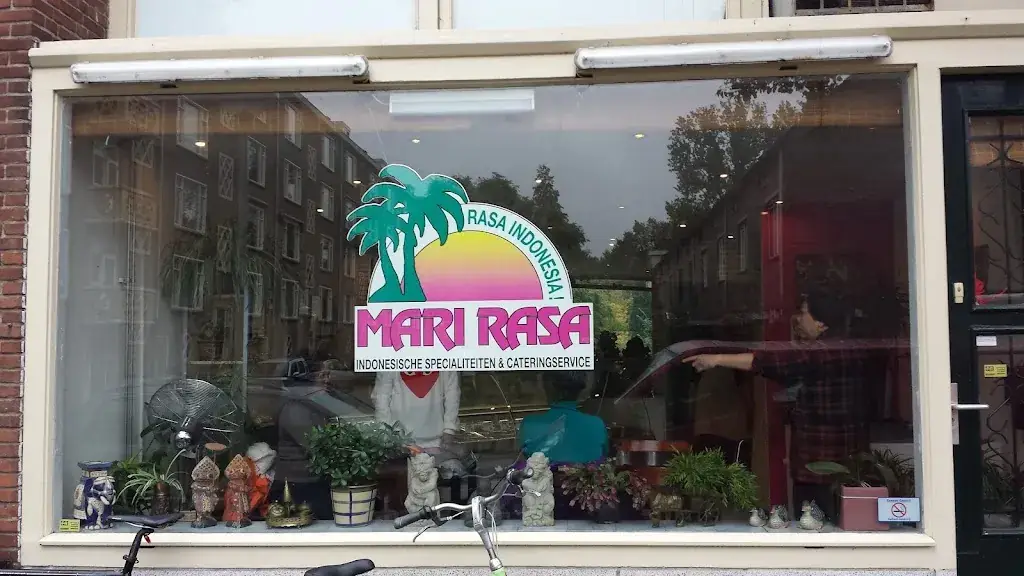 RASA INDONESIA!
MARI RASA
INDONESISCHE SPECIALITEITEN & CATERINGSERVICE